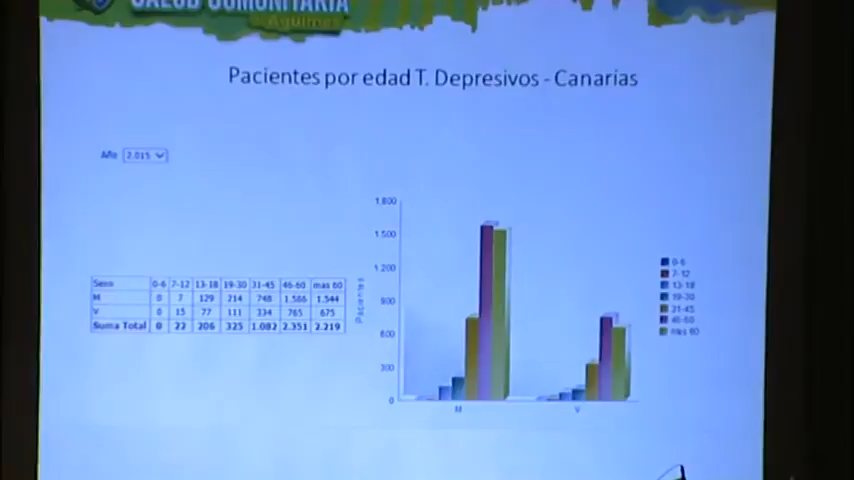 SALUD COMUNITARIA
Agüimes
Pacientes por edad T. Depresivos - Canarias
Año 2.015
Sexo 0-6 7-12 13-18 19-30 31-45 46-60 mas 60
M 0 7 129 214 748 1.586 1.544
V 0 15 77 111 334 765 675
Suma Total 0 22 206 325 1.082 2.351 2.219
Pacientes
1.800
1.500
1.200
900
600
300
0
M V
0-6
7-12
13-18
19-30
31-45
46-60
mas 60